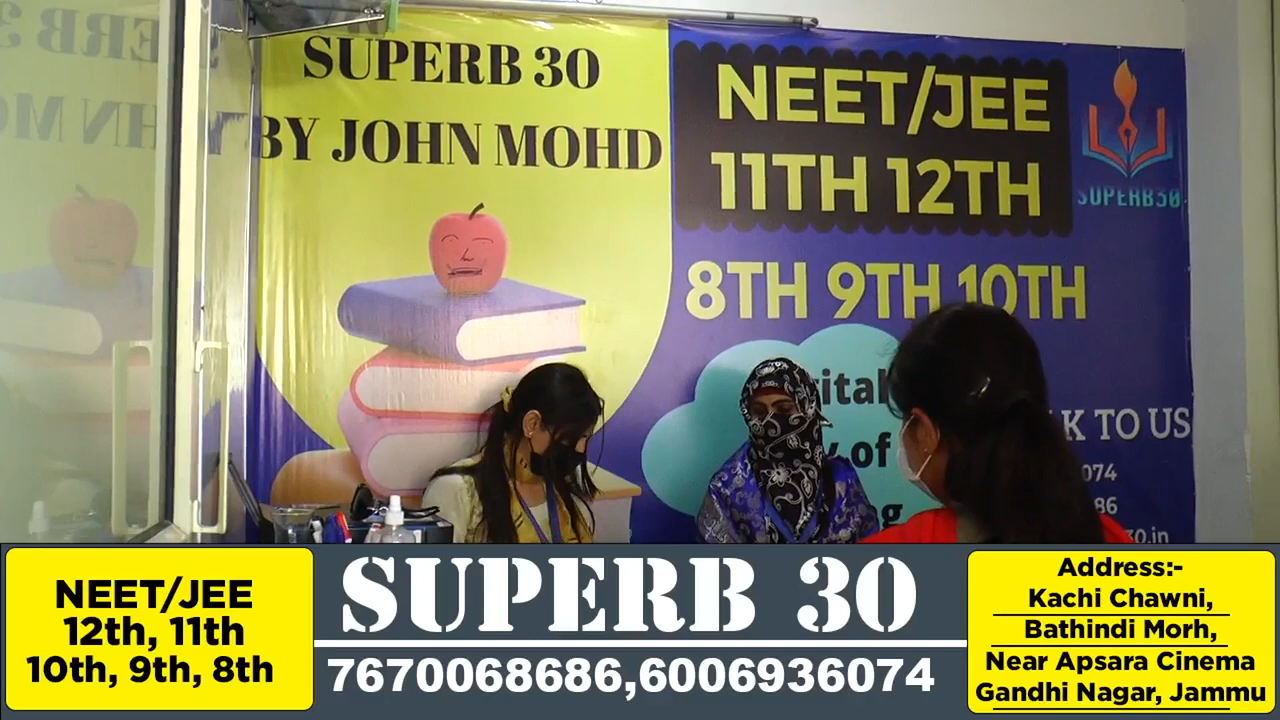 SUPERB 30
BY JOHN MOHD
NEET/JEE
11TH 12TH
SUPERB30
8TH 9TH 10TH
of
TO US
074
86
NEET/JEE
12th, 11th
10th, 9th, 8th
SUPERB 30
7670068686,6006936074
Address:-
Kachi Chawni,
Bathindi Morh,
Near Apsara Cinema
Gandhi Nagar, Jammu